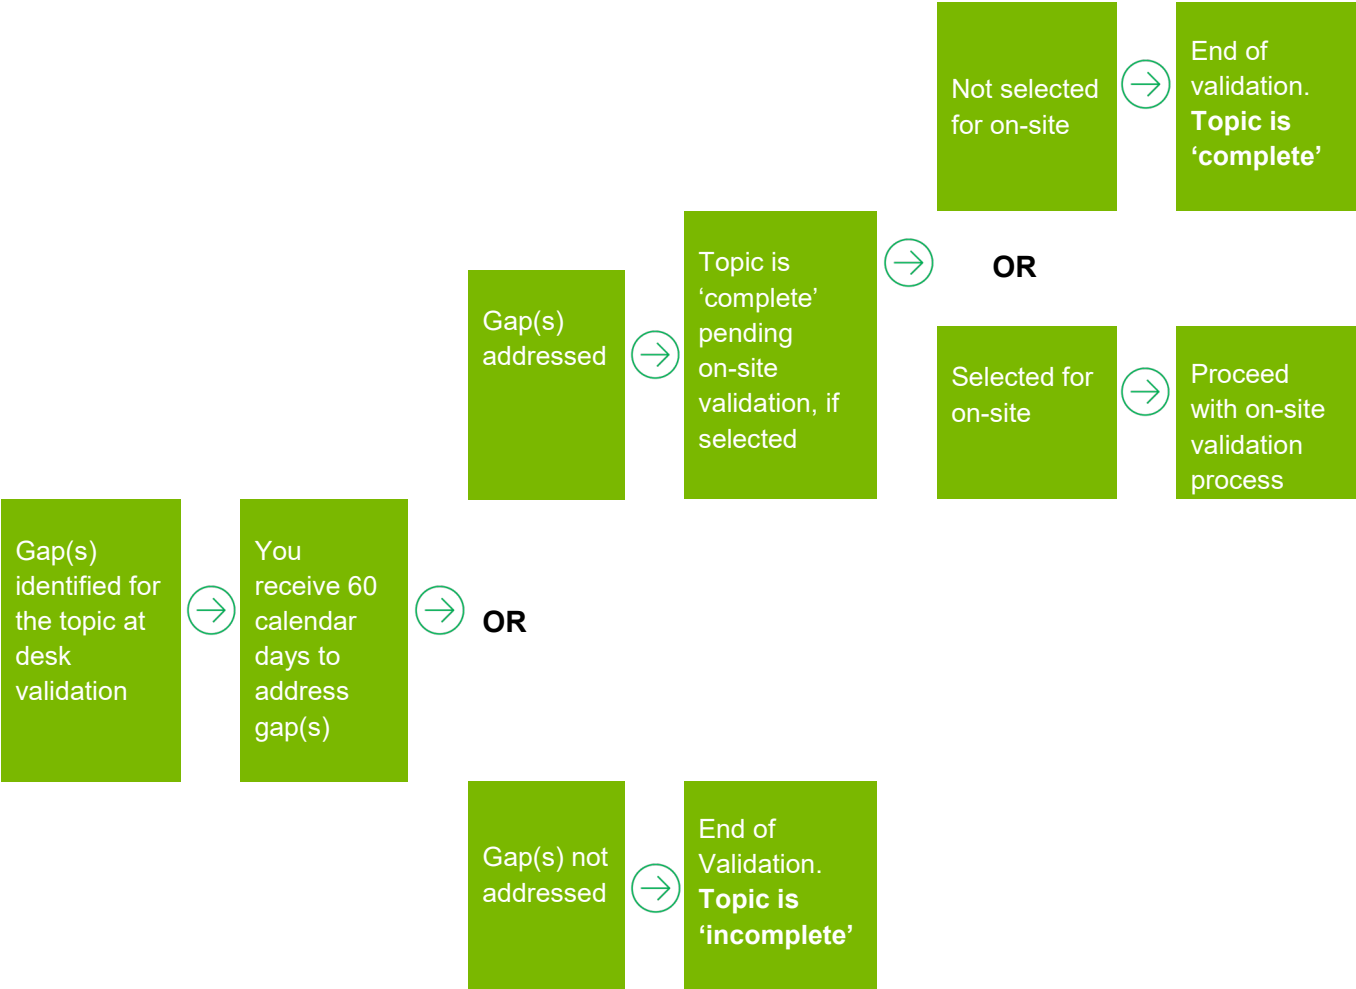 Gap(s)
identified for
the topic at
desk
validation
You
receive 60
calendar
days to
address
gap(s)
OR
Gap(s)
addressed
Topic is
‘complete’
pending
on-site
validation, if
selected
Not selected
for on-site
End of
validation.
Topic is
‘complete’
OR
Selected for
on-site
Proceed
with on-site
validation
process
Gap(s) not
addressed
End of
Validation.
Topic is
‘incomplete’